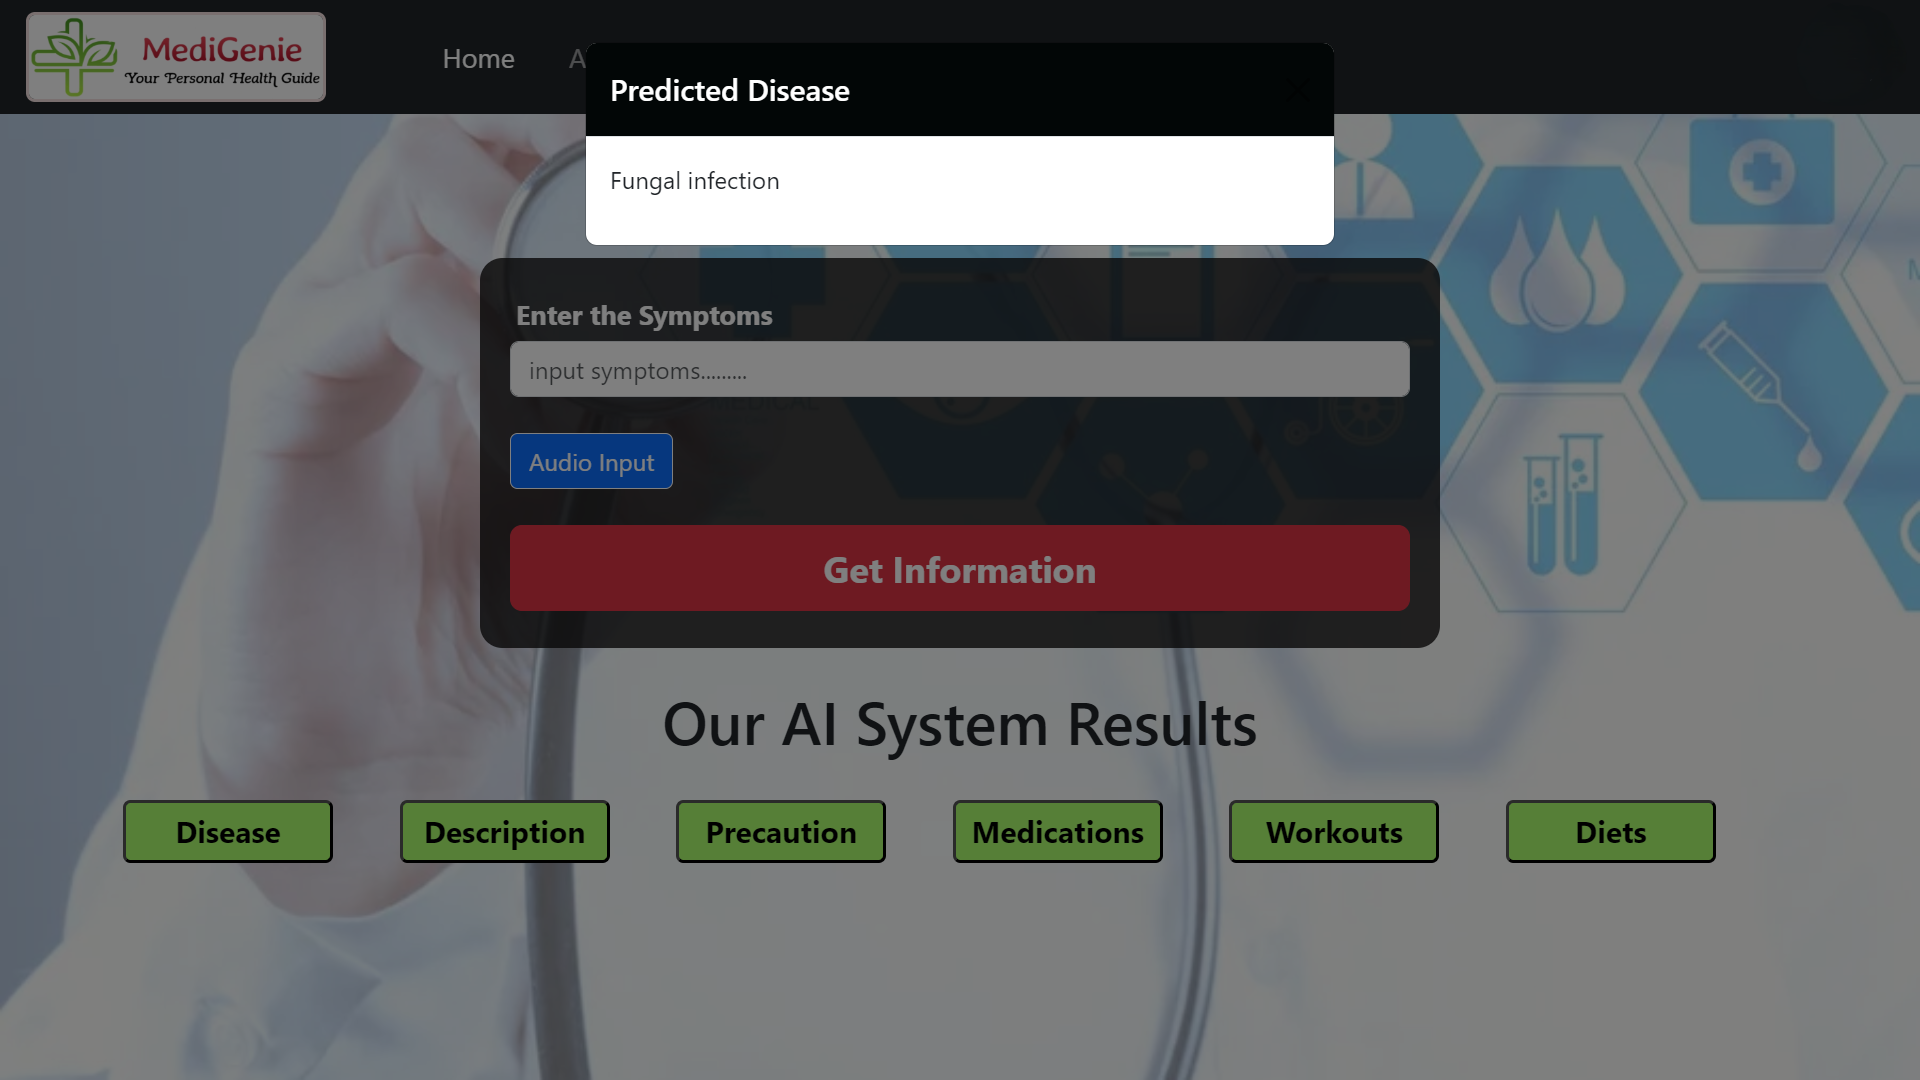 MediGenie
Your Personal Health Guide
Home
A
Predicted Disease
Fungal infection
Enter the Symptoms
input symptoms.........
MEDICAL
Audio Input
Get Information
Our AI System Results
Disease
Description
Precaution
Medications
Workouts
Diets